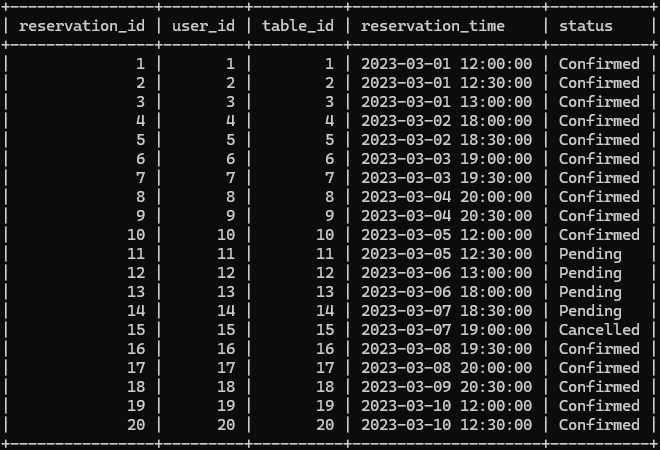 +----------------+---------+----------+---------------------+-----------+
| reservation_id | user_id | table_id | reservation_time    | status    |
+----------------+---------+----------+---------------------+-----------+
|              1 |       1 |        1 | 2023-03-01 12:00:00 | Confirmed |
|              2 |       2 |        2 | 2023-03-01 12:30:00 | Confirmed |
|              3 |       3 |        3 | 2023-03-01 13:00:00 | Confirmed |
|              4 |       4 |        4 | 2023-03-02 18:00:00 | Confirmed |
|              5 |       5 |        5 | 2023-03-02 18:30:00 | Confirmed |
|              6 |       6 |        6 | 2023-03-03 19:00:00 | Confirmed |
|              7 |       7 |        7 | 2023-03-03 19:30:00 | Confirmed |
|              8 |       8 |        8 | 2023-03-04 20:00:00 | Confirmed |
|              9 |       9 |        9 | 2023-03-04 20:30:00 | Confirmed |
|             10 |      10 |       10 | 2023-03-05 12:00:00 | Confirmed |
|             11 |      11 |       11 | 2023-03-05 12:30:00 | Pending   |
|             12 |      12 |       12 | 2023-03-06 13:00:00 | Pending   |
|             13 |      13 |       13 | 2023-03-06 18:00:00 | Pending   |
|             14 |      14 |       14 | 2023-03-07 18:30:00 | Pending   |
|             15 |      15 |       15 | 2023-03-07 19:00:00 | Cancelled |
|             16 |      16 |       16 | 2023-03-08 19:30:00 | Confirmed |
|             17 |      17 |       17 | 2023-03-08 20:00:00 | Confirmed |
|             18 |      18 |       18 | 2023-03-09 20:30:00 | Confirmed |
|             19 |      19 |       19 | 2023-03-10 12:00:00 | Confirmed |
|             20 |      20 |       20 | 2023-03-10 12:30:00 | Confirmed |
+----------------+---------+----------+---------------------+-----------+